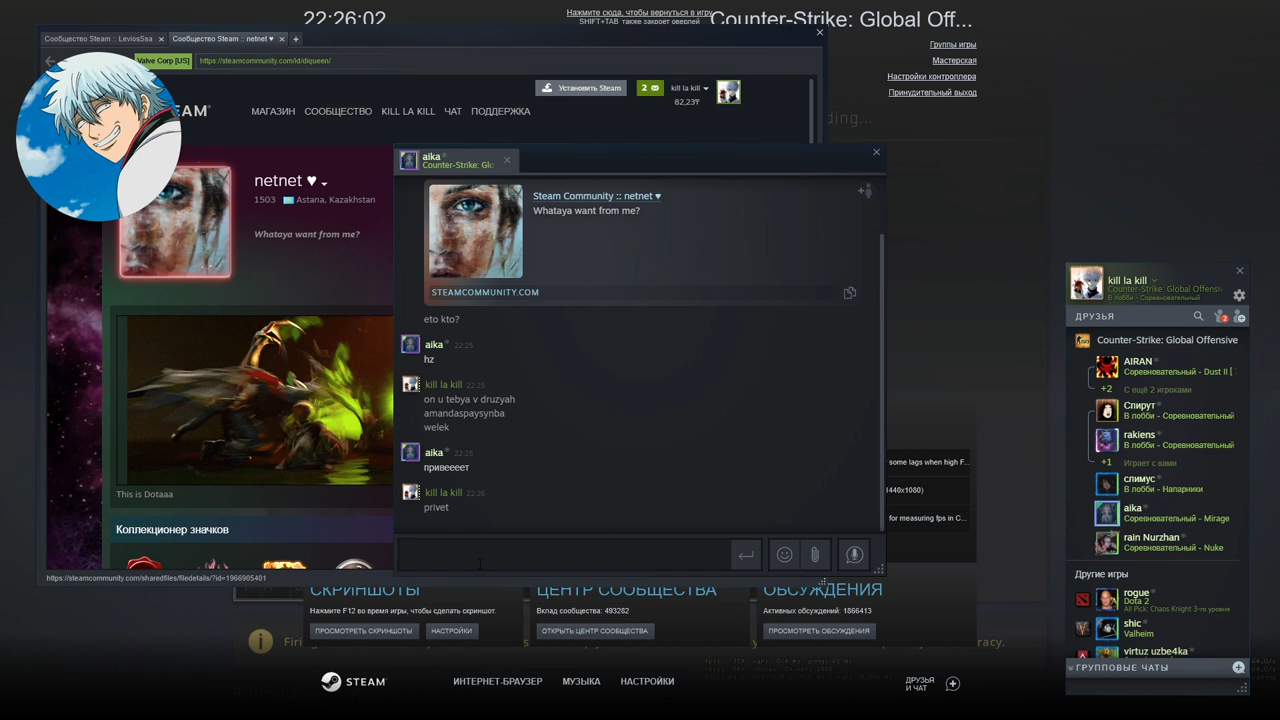 22:26:02
Нажмите сюда, чтобы вернуться в игру
SHIFT+TAB также закроет оверлей
Counter-Strike: Global Off...
Группы игры
Мастерская
Настройки контроллера
Принудительный выход
Сообщество Steam :: LeviosSsa
Сообщество Steam :: netnet ♥
Valve Corp [US]
https://steamcommunity.com/id/diqueen/
Установить Steam
2
kill la kill
82,23₸
МАГАЗИН СООБЩЕСТВО KILL LA KILL ЧАТ ПОДДЕРЖКА
netnet ♥
1503 Astana, Kazakhstan
Whataya want from me?
This is Dotaaa
Коллекционер значков
https://steamcommunity.com/sharedfiles/filedetails/?id=1966905401
aika
Counter-Strike: Glo
Steam Community :: netnet ♥
Whataya want from me?
STEAMCOMMUNITY.COM
eto kto?
aika 22:25
hz
kill la kill 22:25
on u tebya v druzyah
amandaspaysynba
welek
aika 22:25
привеееет
kill la kill 22:26
privet
some lags when high F...
(1440x1080)
for measuring fps in C...
СКРИНШОТЫ
Нажмите F12 во время игры, чтобы сделать скриншот.
ПРОСМОТРЕТЬ СКРИНШОТЫ
НАСТРОЙКИ
ЦЕНТР СООБЩЕСТВА
Вклад сообщества: 493282
ОТКРЫТЬ ЦЕНТР СООБЩЕСТВА
ОБСУЖДЕНИЯ
Активных обсуждений: 1866413
ПРОСМОТРЕТЬ ОБСУЖДЕНИЯ
STEAM
ИНТЕРНЕТ-БРАУЗЕР
МУЗЫКА
НАСТРОЙКИ
ДРУЗЬЯ
И ЧАТ
kill la kill
Counter-Strike: Global Offensiv
В лобби - Соревновательный
ДРУЗЬЯ
2
Counter-Strike: Global Offensive
AIRAN
Соревновательный - Dust II [
+2 С ещё 2 игроками
Спирут
В лобби - Соревновательный
rakiens
В лобби - Соревновательный
+1 Играет с вами
слимус
В лобби - Напарники
aika
Соревновательный - Mirage
rain Nurzhan
Соревновательный - Nuke
Другие игры
rogue
Dota 2
All Pick: Chaos Knight 3-го уровня
shic
Valheim
virtuz uzbe4ka
ГРУППОВЫЕ ЧАТЫ